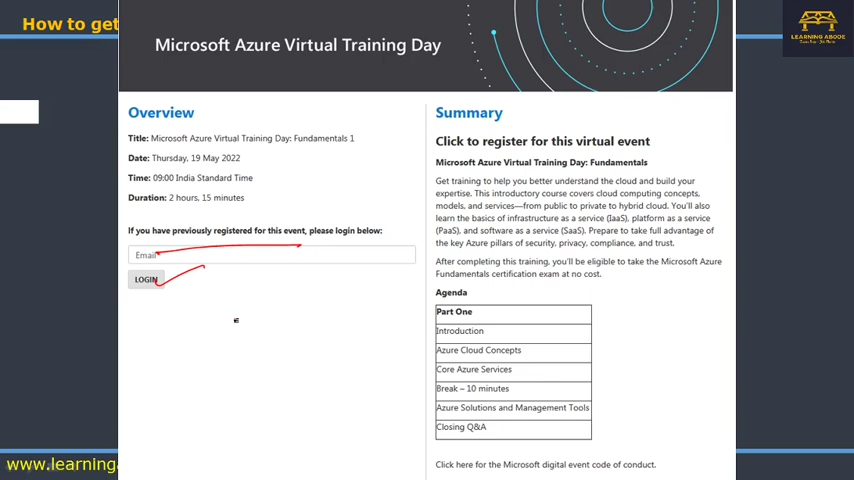 How to get
Microsoft Azure Virtual Training Day
LEARNING ABODE
Overview
Title: Microsoft Azure Virtual Training Day: Fundamentals 1
Date: Thursday, 19 May 2022
Time: 09:00 India Standard Time
Duration: 2 hours, 15 minutes
If you have previously registered for this event, please login below:
Email
LOGIN
Summary
Click to register for this virtual event
Microsoft Azure Virtual Training Day: Fundamentals
Get training to help you better understand the cloud and build your
expertise. This introductory course covers cloud computing concepts,
models, and services—from public to private to hybrid cloud. You'll also
learn the basics of infrastructure as a service (IaaS), platform as a service
(PaaS), and software as a service (SaaS). Prepare to take full advantage of
the key Azure pillars of security, privacy, compliance, and trust.
After completing this training, you'll be eligible to take the Microsoft Azure
Fundamentals certification exam at no cost.
Agenda
Part One
Introduction
Azure Cloud Concepts
Core Azure Services
Break – 10 minutes
Azure Solutions and Management Tools
Closing Q&A
Click here for the Microsoft digital event code of conduct.
www.learninga